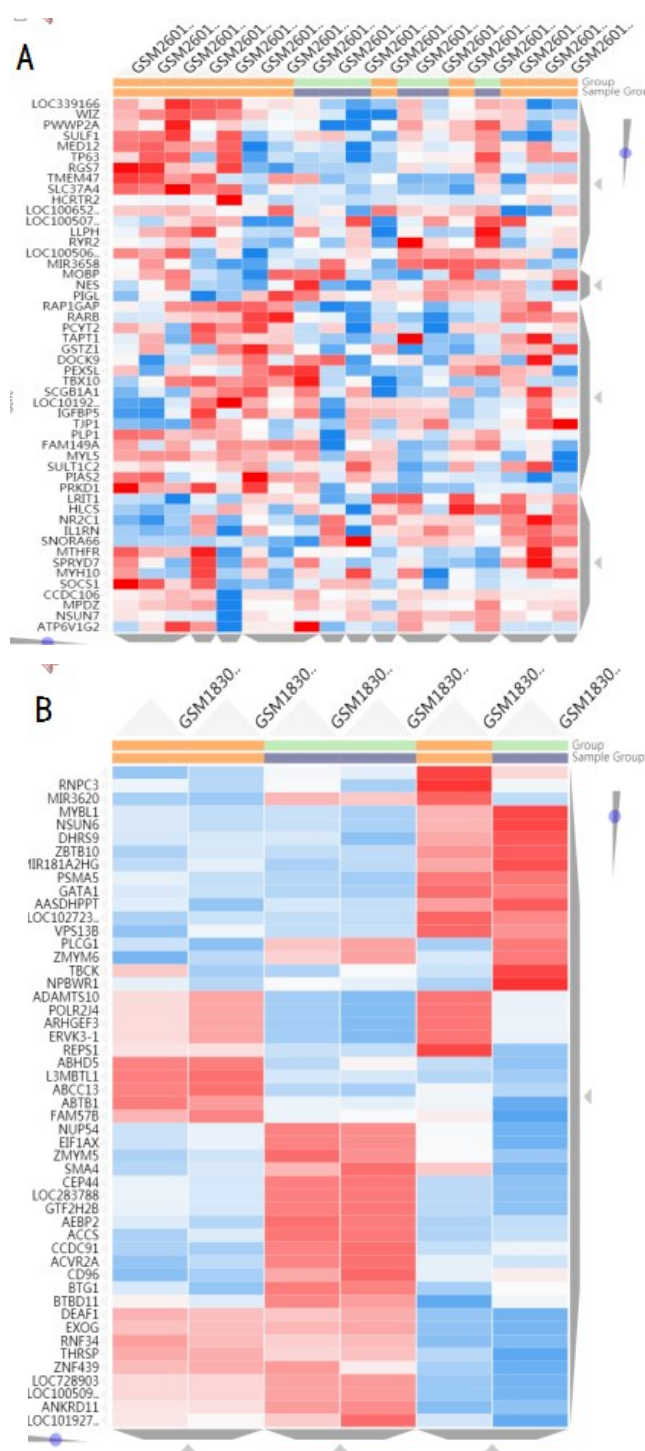 A
GSM2601.. GSM2601.. GSM2601.. GSM2601.. GSM2601.. GSM2601.. GSM2601.. GSM2601.. GSM2601.. GSM2601.. GSM2601.. GSM2601.. GSM2601.. GSM2601.. GSM2601.. GSM2601.. GSM2601.. GSM2601..
Group
Sample Group
LOC339166
WIZ
PWWP2A
SULF1
MED12
TP63
RGS7
TMEM47
SLC37A4
HCRTR2
LOC100652..
LOC100507..
LLPH
RYR2
LOC100506..
MIR3658
MOBP
NES
PIGL
RAP1GAP
RARB
PCYT2
TAPT1
GSTZ1
DOCK9
PEX5L
TBX10
SCGB1A1
LOC10192..
IGFBP5
TJP1
PLP1
FAM149A
MYL5
SULT1C2
PIAS2
PRKD1
LRIT1
HLCS
NR2C1
IL1RN
SNORA66
MTHFR
SPRYD7
MYH10
SOCS1
CCDC106
MPDZ
NSUN7
ATP6V1G2
B
GSM1830.. GSM1830.. GSM1830.. GSM1830.. GSM1830.. GSM1830..
Group
Sample Group
RNPC3
MIR3620
MYBL1
NSUN6
DHRS9
ZBTB10
MIR181A2HG
PSMA5
GATA1
AASDHPPT
LOC102723..
VPS13B
PLCG1
ZMYM6
TBCK
NPBWR1
ADAMTS10
POLR2J4
ARHGEF3
ERVK3-1
REPS1
ABHD5
L3MBTL1
ABCC13
ABTB1
FAM57B
NUP54
EIF1AX
ZMYM5
SMA4
CEP44
LOC283788
GTF2H2B
AEBP2
ACCS
CCDC91
ACVR2A
CD96
BTG1
BTBD11
DEAF1
EXOG
RNF34
THRSP
ZNF439
LOC728903
LOC100509..
ANKRD11
LOC101927..